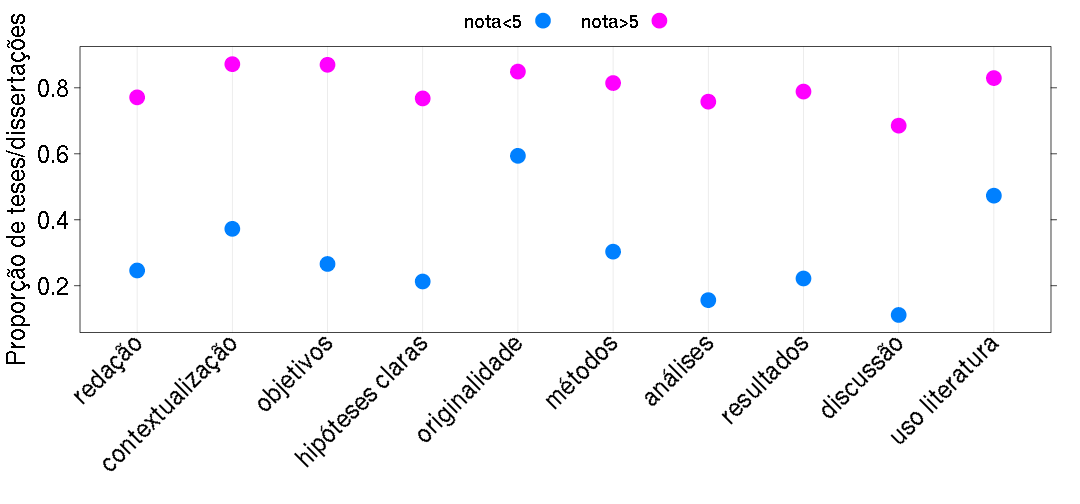 nota<5 nota>5
Proporção de teses/dissertações
0.8
0.6
0.4
0.2
redação
contextualização
objetivos
hipóteses claras
originalidade
métodos
análises
resultados
discussão
uso literatura